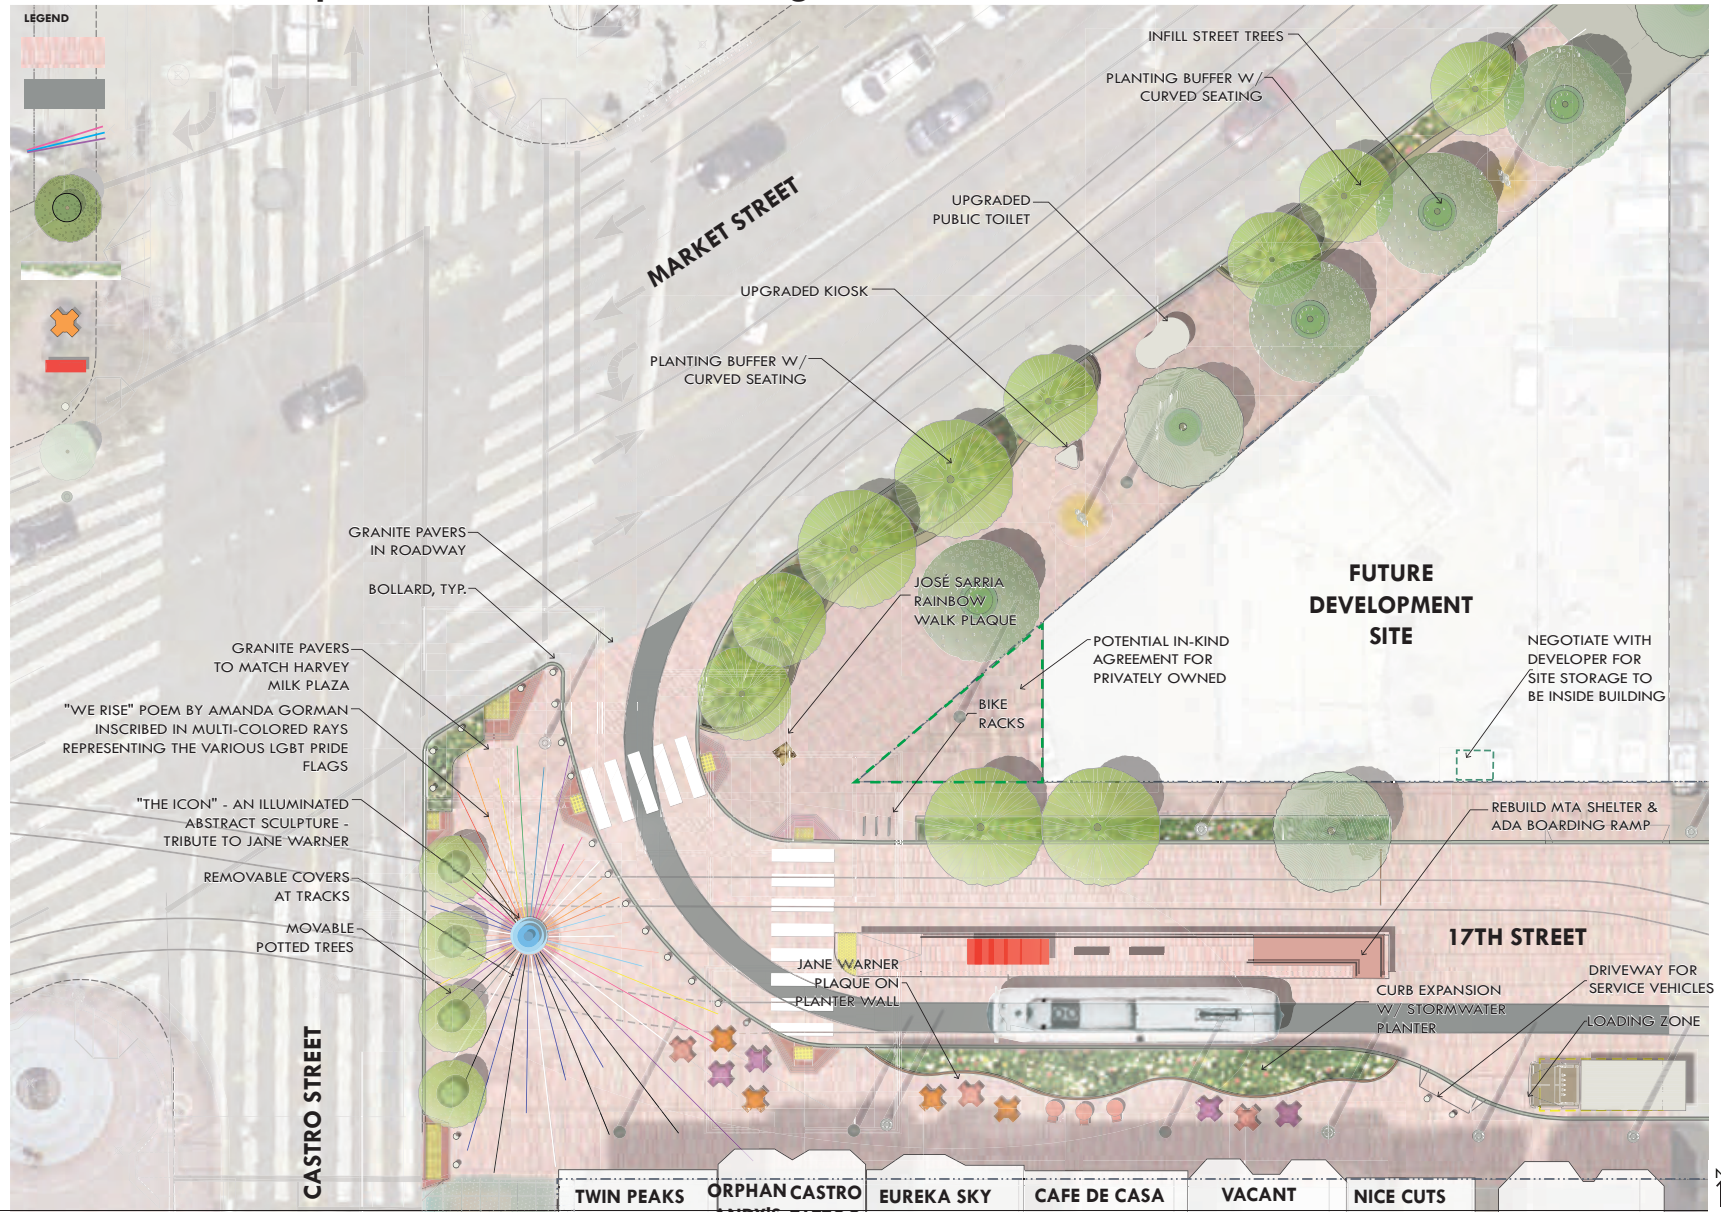 LEGEND
INFILL STREET TREES
PLANTING BUFFER W/
CURVED SEATING
MARKET STREET
UPGRADED
PUBLIC TOILET
UPGRADED KIOSK
PLANTING BUFFER W/
CURVED SEATING
GRANITE PAVERS
IN ROADWAY
BOLLARD, TYP.
JOSÉ SARRIA
RAINBOW
WALK PLAQUE
FUTURE
DEVELOPMENT
SITE
POTENTIAL IN-KIND
AGREEMENT FOR
PRIVATELY OWNED
NEGOTIATE WITH
DEVELOPER FOR
SITE STORAGE TO
BE INSIDE BUILDING
GRANITE PAVERS
TO MATCH HARVEY
MILK PLAZA
BIKE
RACKS
"WE RISE" POEM BY AMANDA GORMAN
INSCRIBED IN MULTI-COLORED RAYS
REPRESENTING THE VARIOUS LGBT PRIDE
FLAGS
"THE ICON" - AN ILLUMINATED
ABSTRACT SCULPTURE -
TRIBUTE TO JANE WARNER
REBUILD MTA SHELTER &
ADA BOARDING RAMP
REMOVABLE COVERS
AT TRACKS
MOVABLE
POTTED TREES
17TH STREET
JANE WARNER
PLAQUE ON
PLANTER WALL
CURB EXPANSION
W/ STORMWATER
PLANTER
DRIVEWAY FOR
SERVICE VEHICLES
LOADING ZONE
CASTRO STREET
TWIN PEAKS
ORPHAN
CASTRO
EUREKA SKY
CAFE DE CASA
VACANT
NICE CUTS